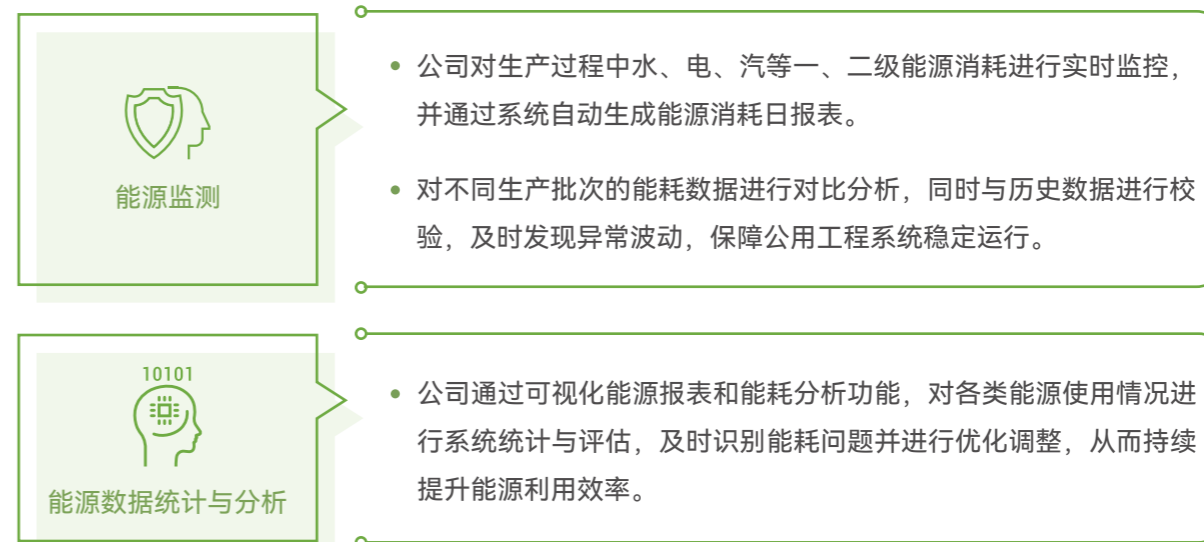 能源监测
• 公司对生产过程中水、电、汽等一、二级能源消耗进行实时监控，
并通过系统自动生成能源消耗日报表。
• 对不同生产批次的能耗数据进行对比分析，同时与历史数据进行校
验，及时发现异常波动，保障公用工程系统稳定运行。
10101
能源数据统计与分析
• 公司通过可视化能源报表和能耗分析功能，对各类能源使用情况进
行系统统计与评估，及时识别能耗问题并进行优化调整，从而持续
提升能源利用效率。